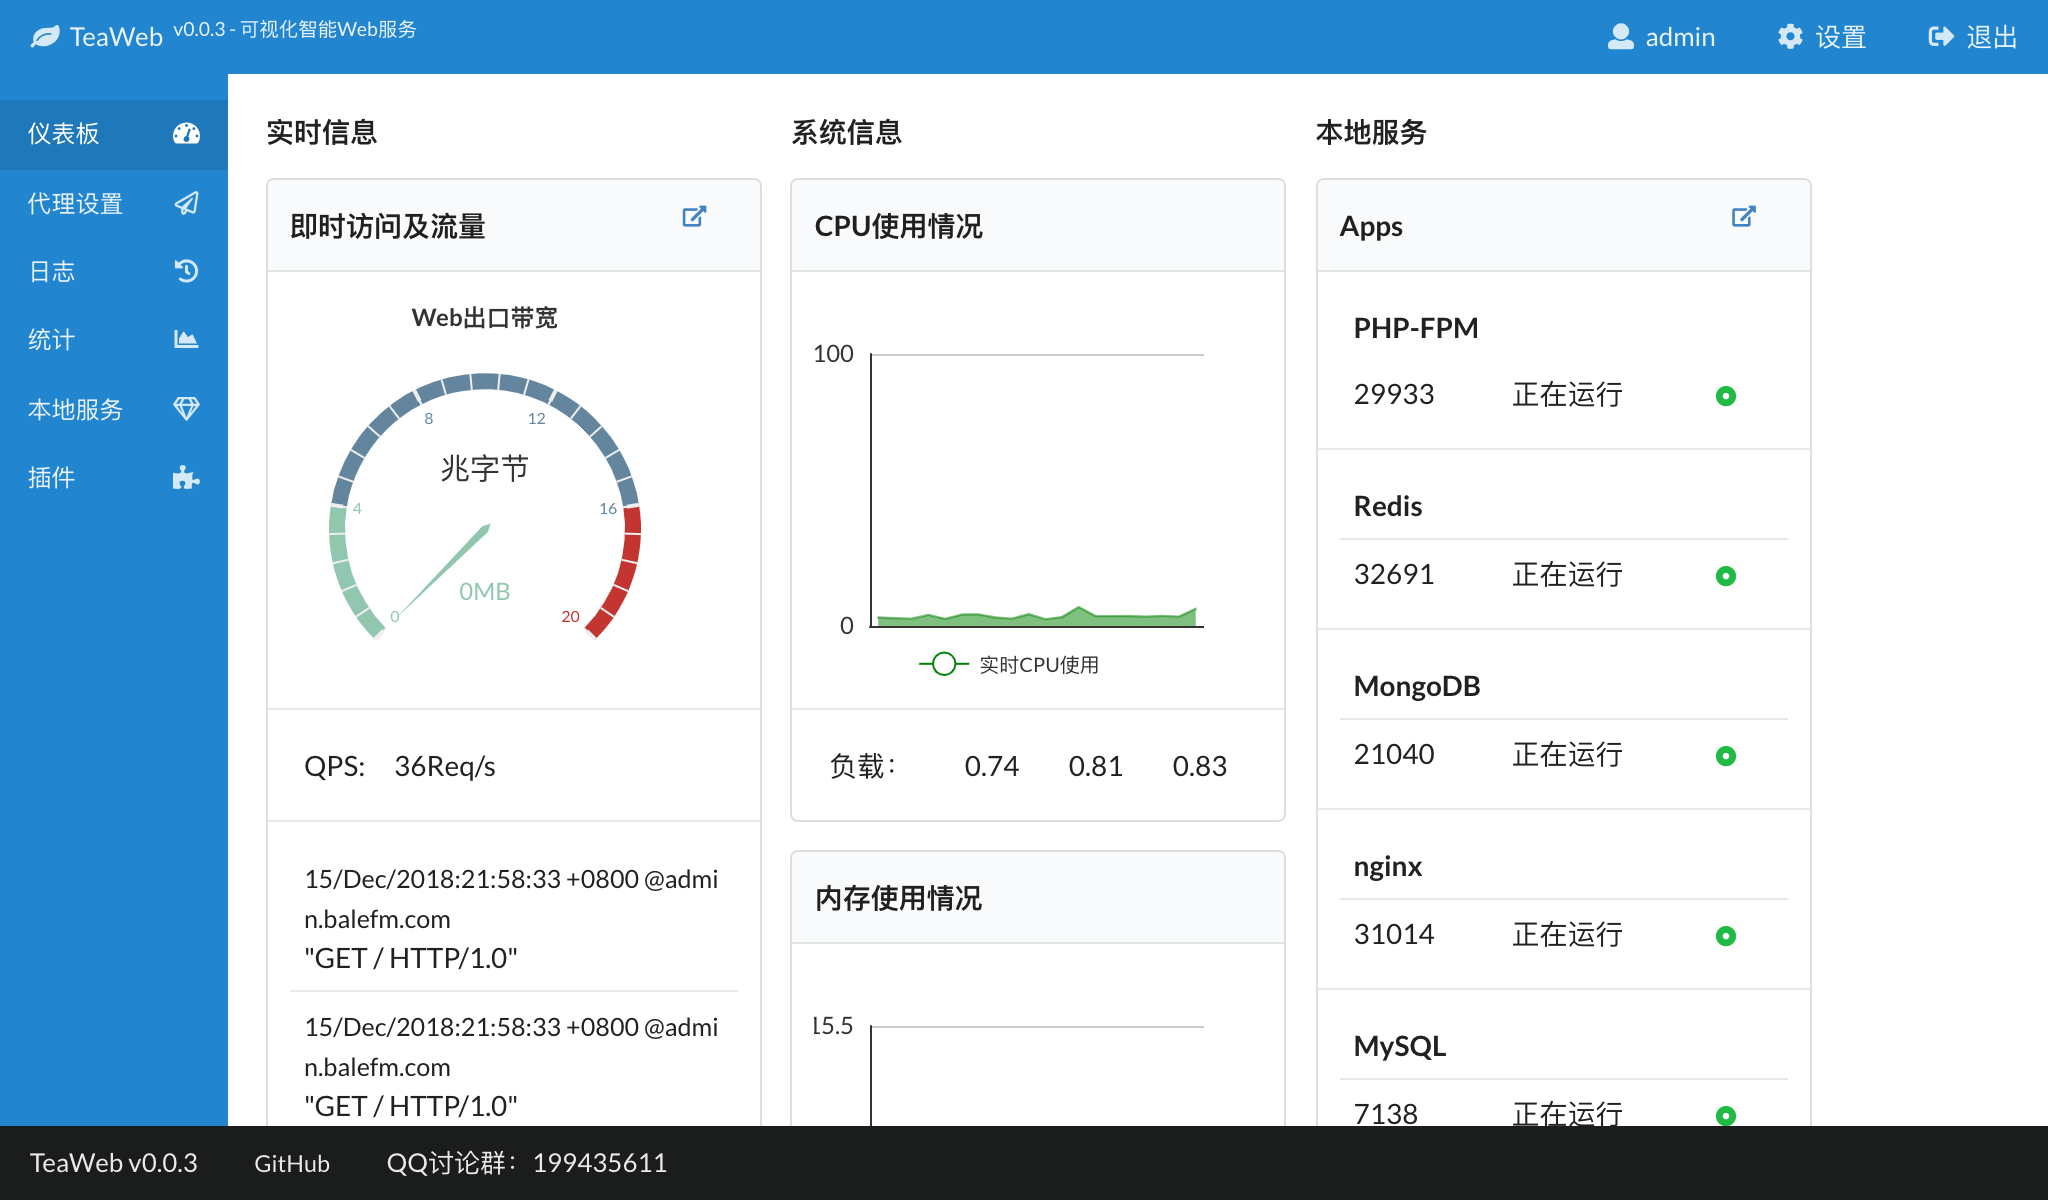 TeaWeb v0.0.3 - 可视化智能Web服务
admin
设置
退出
仪表板
代理设置
日志
统计
本地服务
插件
实时信息
即时访问及流量
Web出口带宽
8
12
兆字节
4
16
0MB
0
20
QPS: 36Req/s
15/Dec/2018:21:58:33 +0800 @admi
n.balefm.com
"GET / HTTP/1.0"
15/Dec/2018:21:58:33 +0800 @admi
n.balefm.com
"GET / HTTP/1.0"
系统信息
CPU使用情况
100
0
实时CPU使用
负载: 0.74 0.81 0.83
内存使用情况
15.5
本地服务
Apps
PHP-FPM
29933 正在运行
Redis
32691 正在运行
MongoDB
21040 正在运行
nginx
31014 正在运行
MySQL
7138 正在运行
TeaWeb v0.0.3 GitHub QQ讨论群：199435611